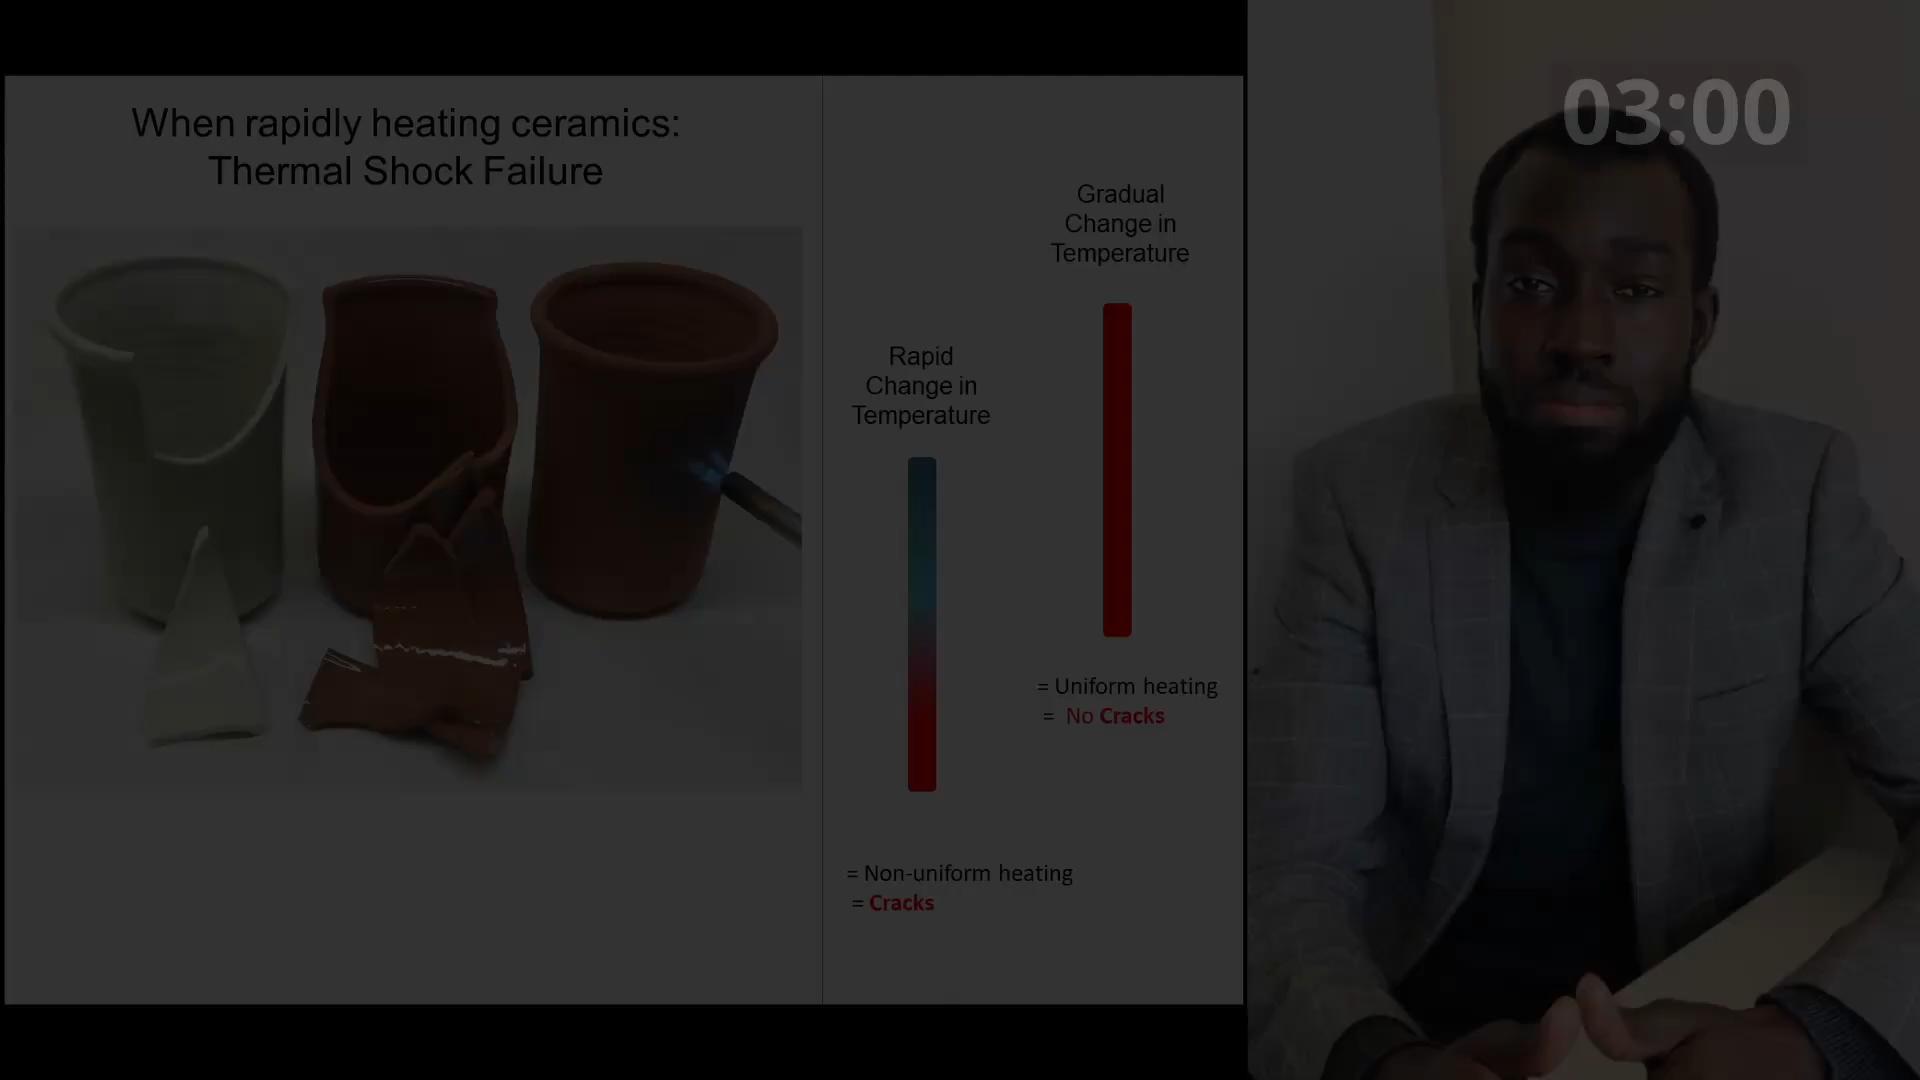 When rapidly heating ceramics:
Thermal Shock Failure
Rapid
Change in
Temperature
= Non-uniform heating
= Cracks
Gradual
Change in
Temperature
= Uniform heating
= No Cracks
03:00